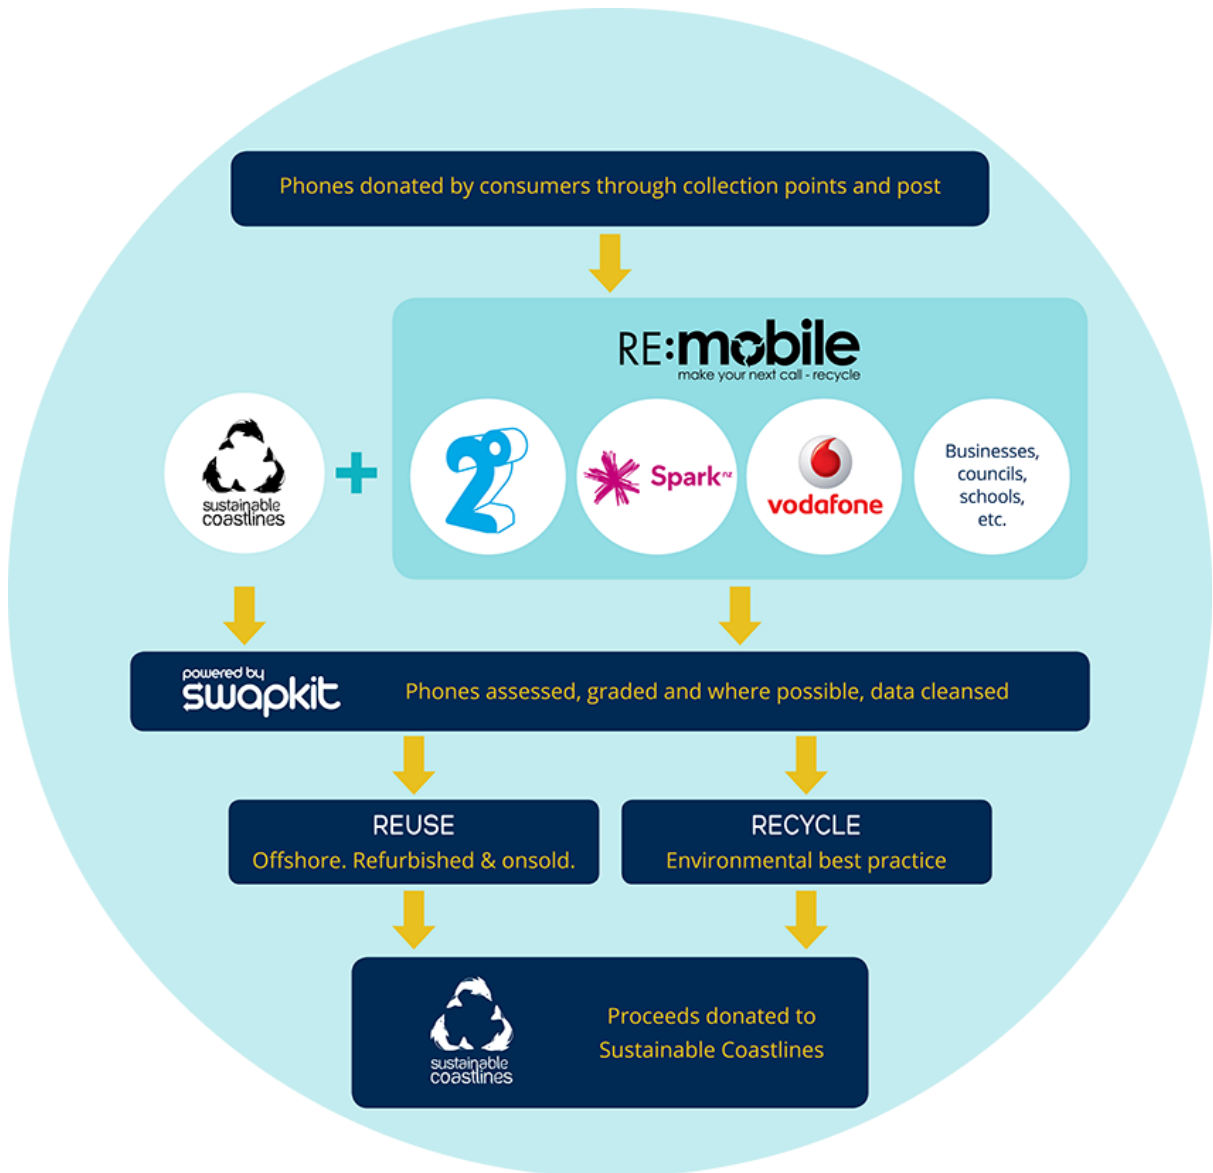 Phones donated by consumers through collection points and post
RE:mobile
make your next call - recycle
sustainable
coastlines
+
2°
Spark nz
vodafone
Businesses,
councils,
schools,
etc.
powered by
swapkit
Phones assessed, graded and where possible, data cleansed
REUSE
Offshore. Refurbished & onsold.
RECYCLE
Environmental best practice
sustainable
coastlines
Proceeds donated to
Sustainable Coastlines